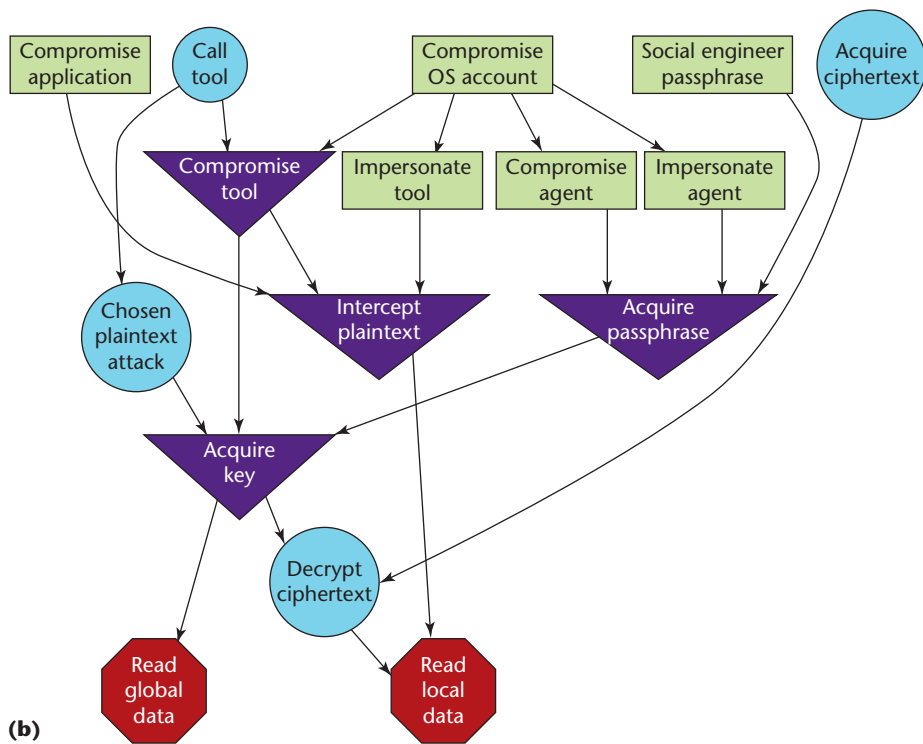 Compromise
application
Call
tool
Compromise
OS account
Social engineer
passphrase
Acquire
ciphertext
Compromise
tool
Impersonate
tool
Compromise
agent
Impersonate
agent
Chosen
plaintext
attack
Intercept
plaintext
Acquire
passphrase
Acquire
key
Decrypt
ciphertext
Read
global
data
Read
local
data
(b)